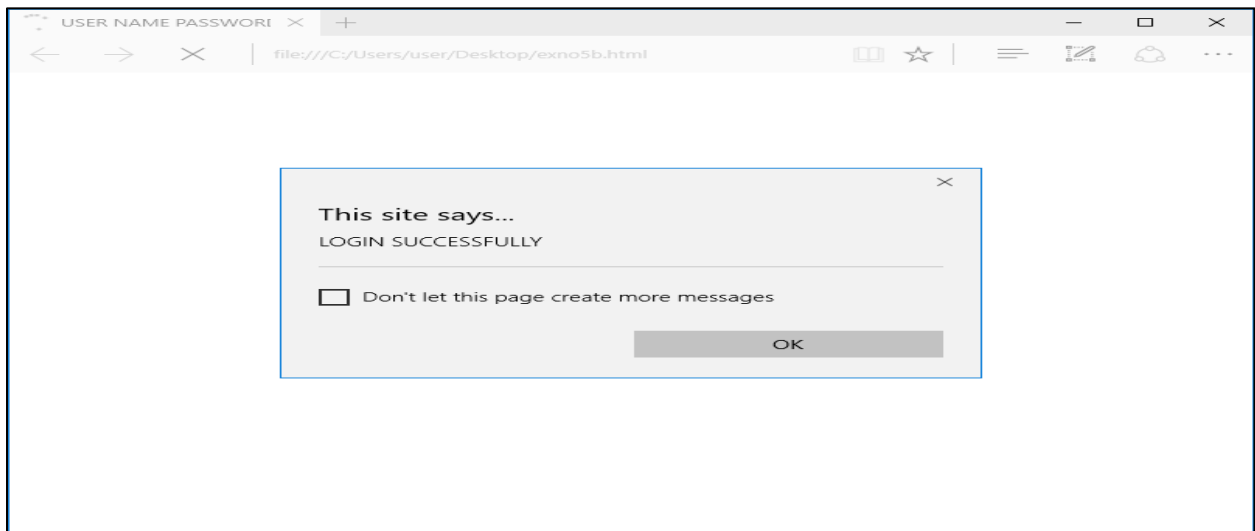 USER NAME PASSWORI
file:///C:/Users/user/Desktop/exno5b.html
This site says...
LOGIN SUCCESSFULLY
Don't let this page create more messages
OK